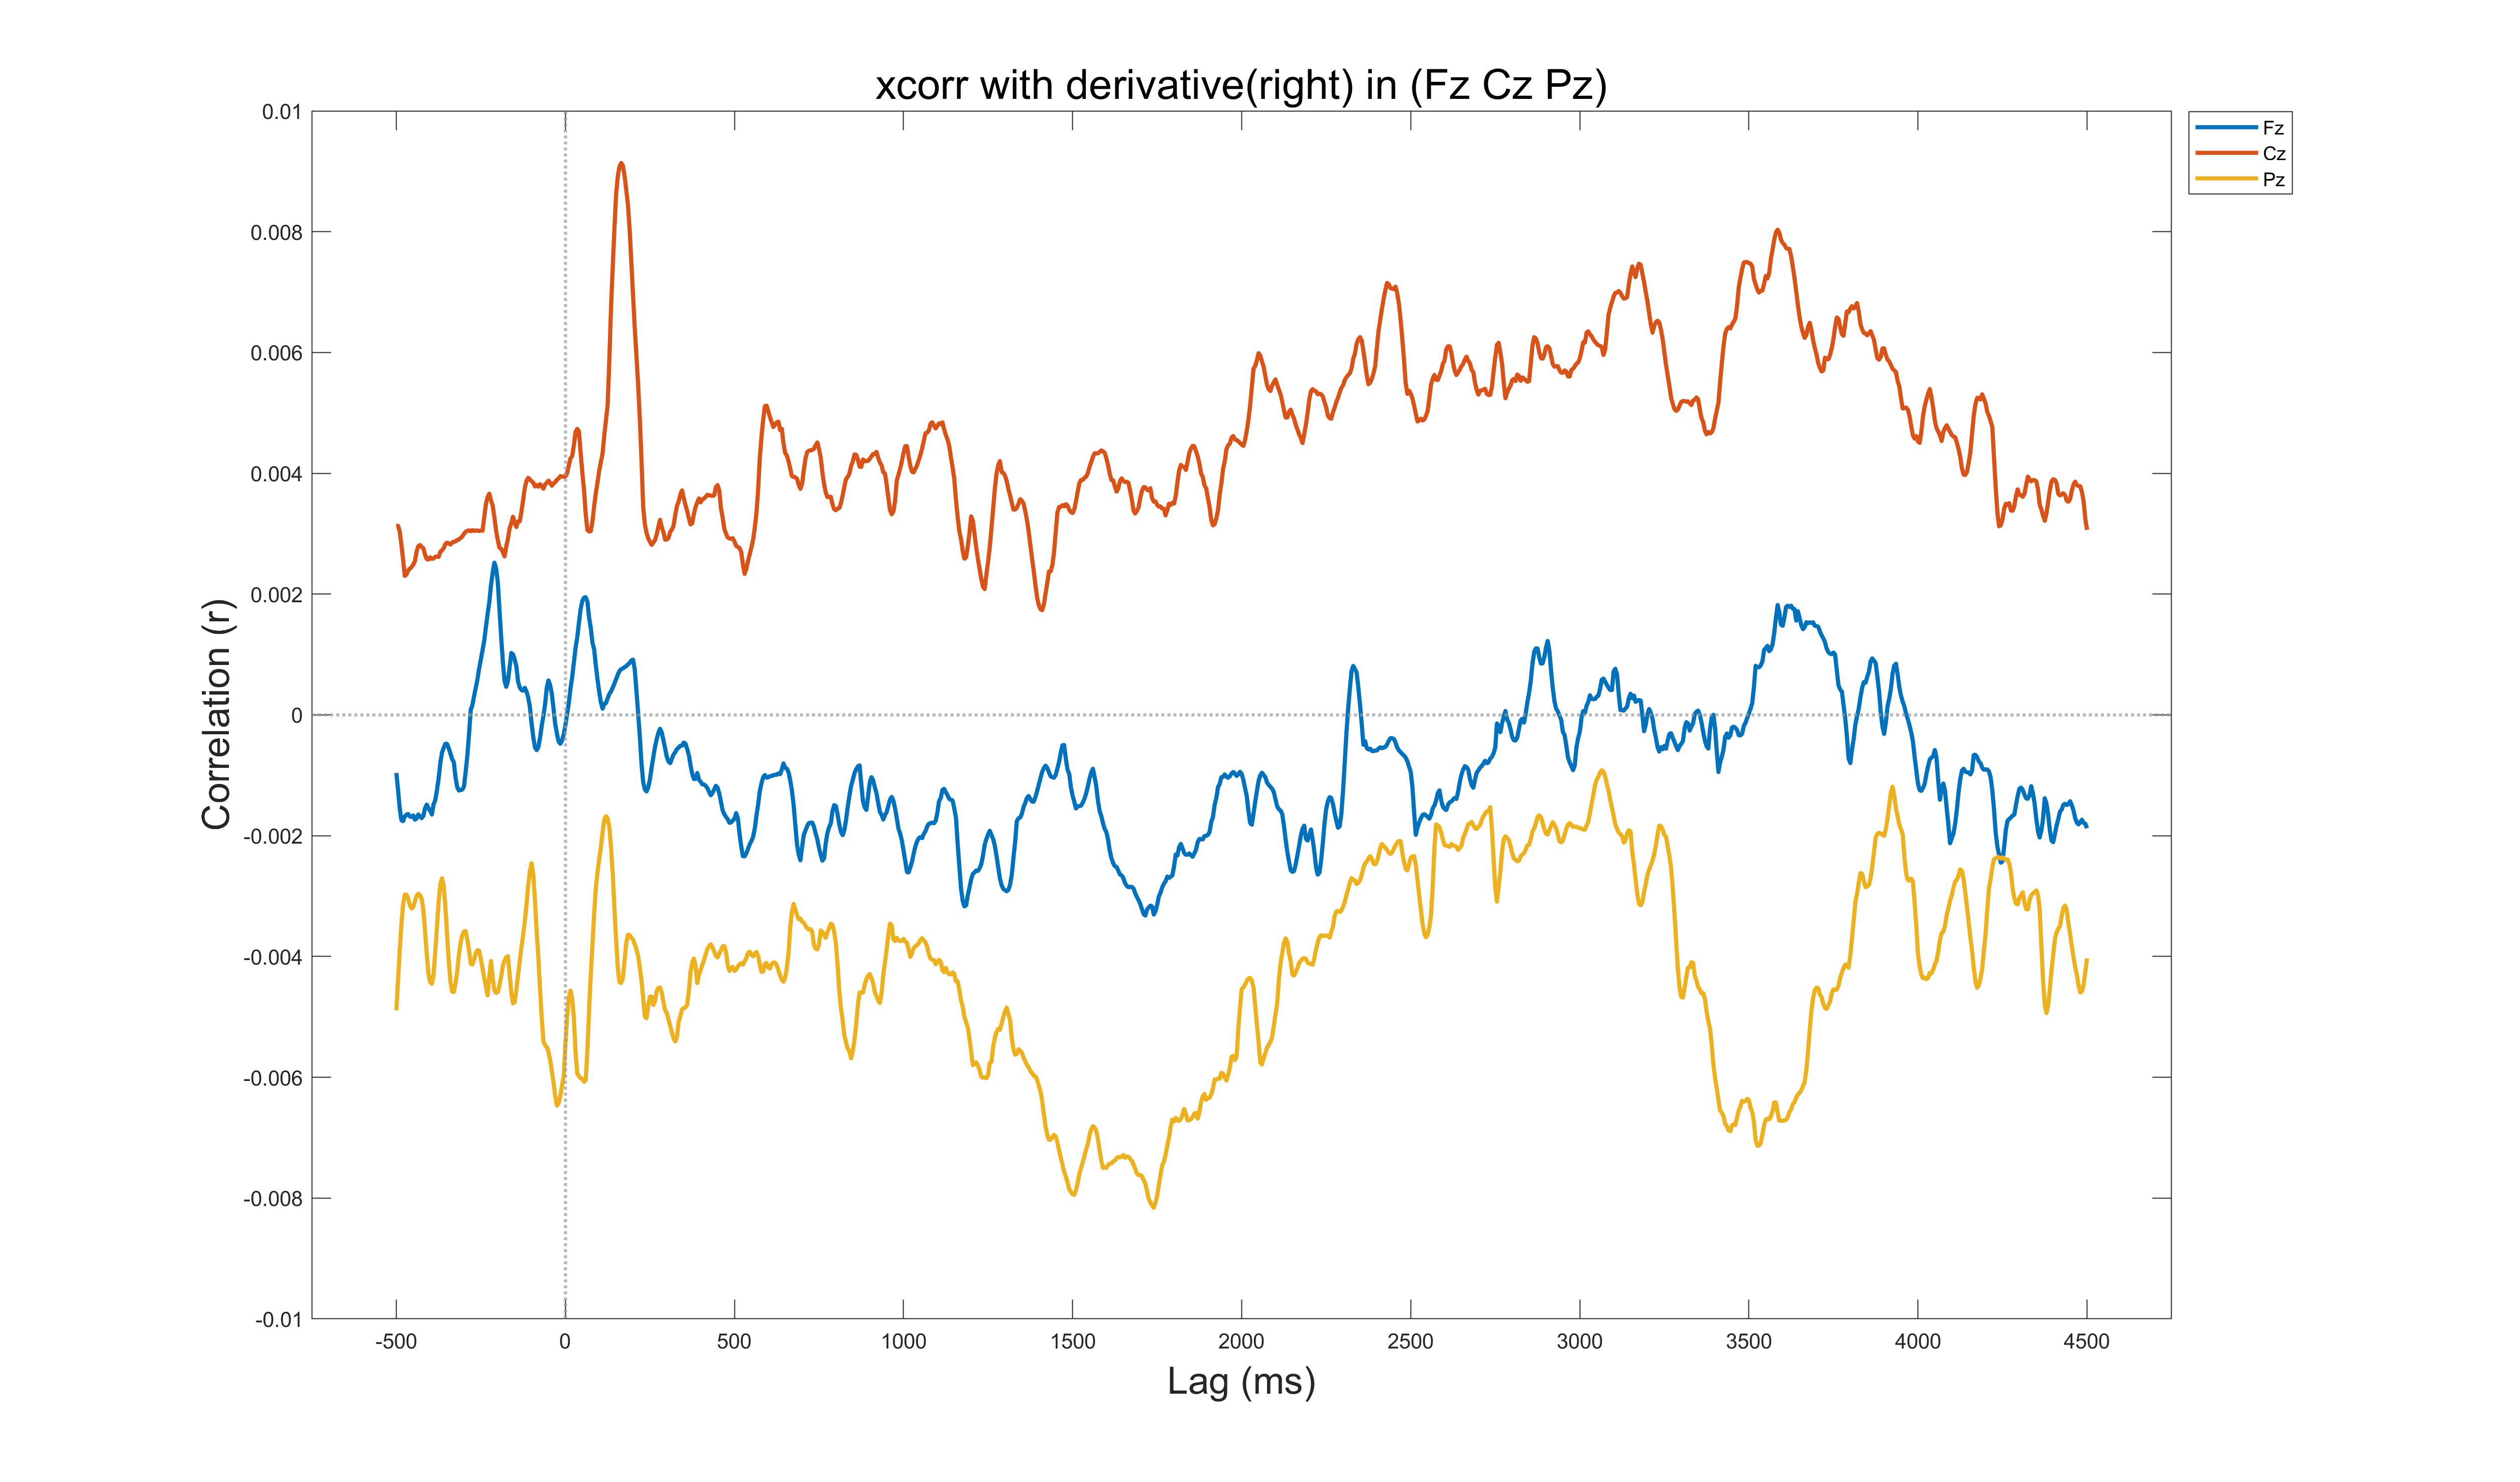 xcorr with derivative(right) in (Fz Cz Pz)
0.01
0.008
0.006
0.004
0.002
0
-0.002
-0.004
-0.006
-0.008
-0.01
Correlation (r)
-500 0 500 1000 1500 2000 2500 3000 3500 4000 4500
Lag (ms)
Fz
Cz
Pz